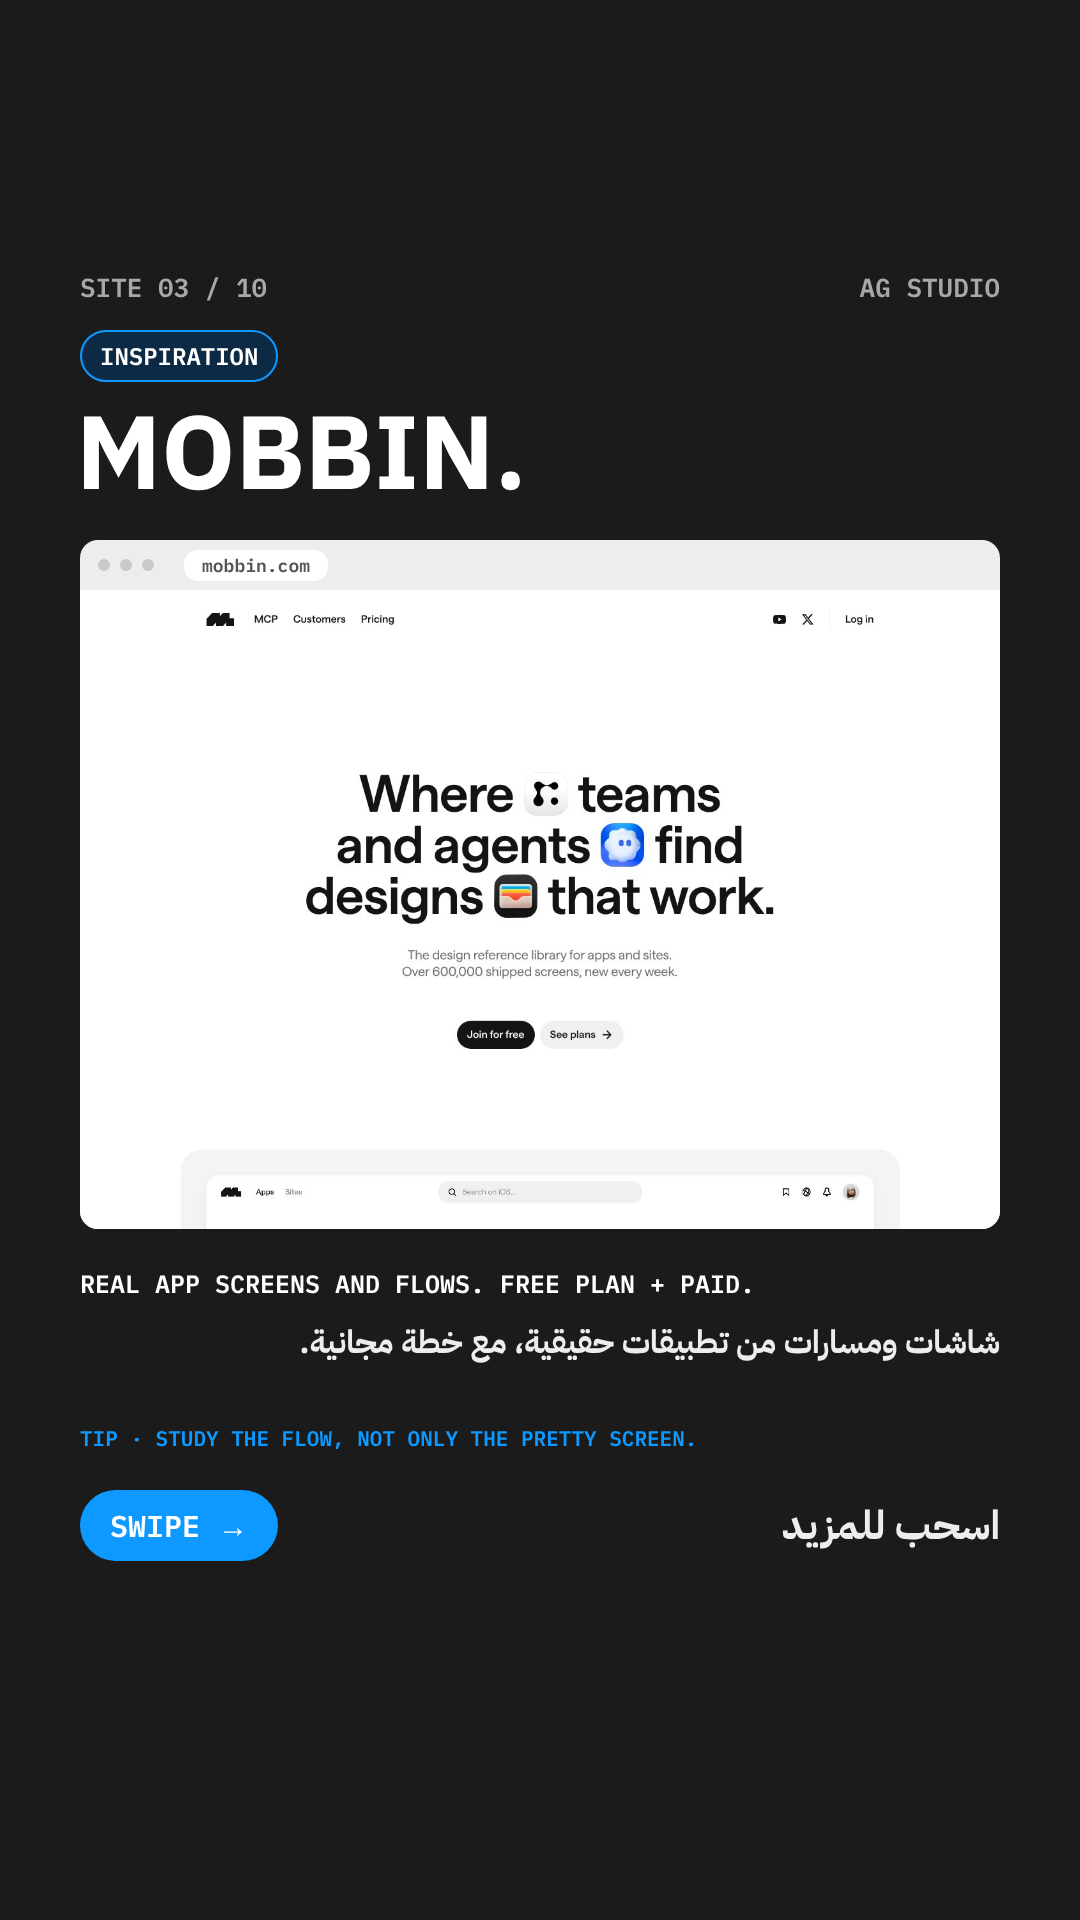 SITE 03 / 10
AG STUDIO
INSPIRATION
MOBBIN.
mobbin.com
MCP Customers Pricing
Log in
Where teams
and agents find
designs that work.
The design reference library for apps and sites.
Over 600,000 shipped screens, new every week.
Join for free
See plans →
Apps Sites
Search on iOS...
REAL APP SCREENS AND FLOWS. FREE PLAN + PAID.
شاشات ومسارات من تطبيقات حقيقية، مع خطة مجانية.
TIP · STUDY THE FLOW, NOT ONLY THE PRETTY SCREEN.
SWIPE →
اسحب للمزيد